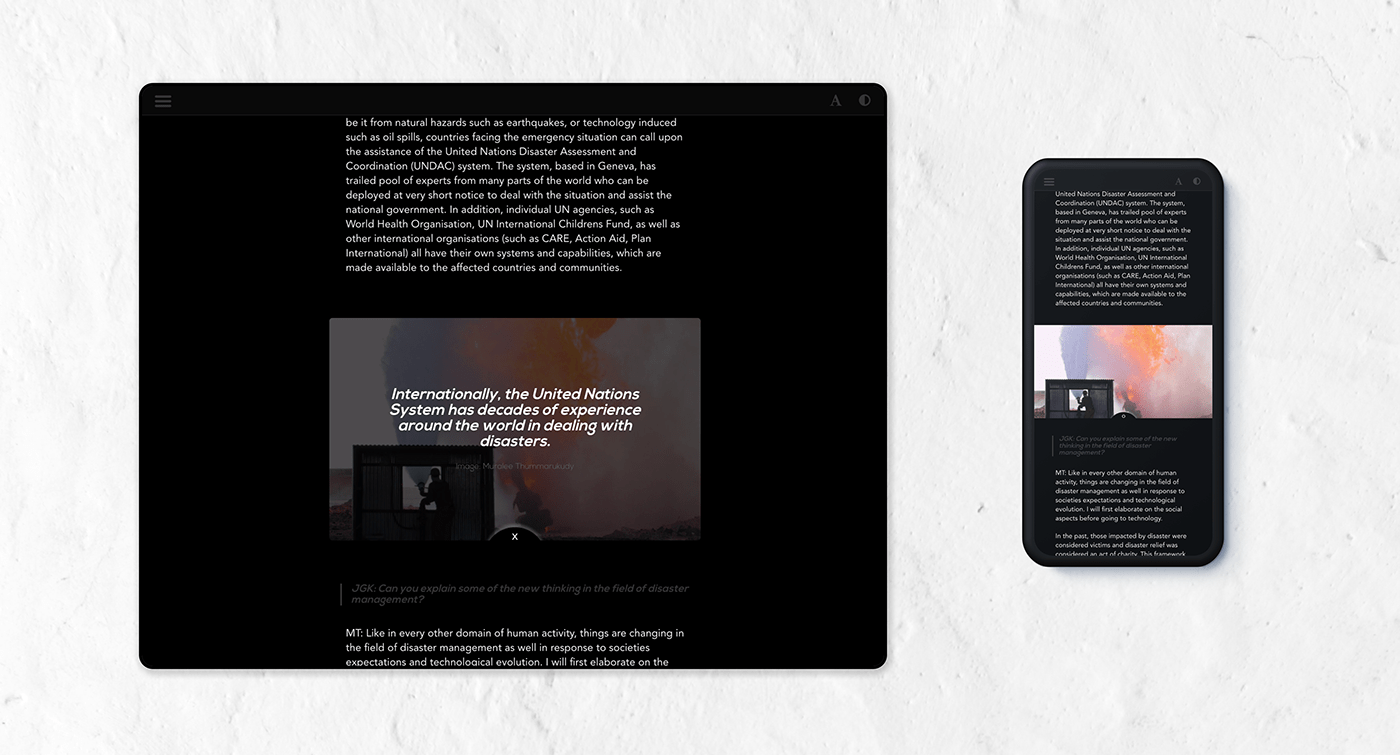 A
be it from natural hazards such as earthquakes, or technology induced
such as oil spills, countries facing the emergency situation can call upon
the assistance of the United Nations Disaster Assessment and
Coordination (UNDAC) system. The system, based in Geneva, has
trailed pool of experts from many parts of the world who can be
deployed at very short notice to deal with the situation and assist the
national government. In addition, individual UN agencies, such as
World Health Organisation, UN International Childrens Fund, as well as
other international organisations (such as CARE, Action Aid, Plan
International) all have their own systems and capabilities, which are
made available to the affected countries and communities.
Internationally, the United Nations
System has decades of experience
around the world in dealing with
disasters.
Image: Muralee Thummarukudy
X
JGK: Can you explain some of the new thinking in the field of disaster
management?
MT: Like in every other domain of human activity, things are changing in
the field of disaster management as well in response to societies
expectations and technological evolution. I will first elaborate on the
A
United Nations Disaster Assessment and
Coordination (UNDAC) system. The system,
based in Geneva, has trailed pool of experts
from many parts of the world who can be
deployed at very short notice to deal with the
situation and assist the national government.
In addition, individual UN agencies, such as
World Health Organisation, UN International
Childrens Fund, as well as other international
organisations (such as CARE, Action Aid, Plan
International) all have their own systems and
capabilities, which are made available to the
affected countries and communities.
JGK: Can you explain some of the new
thinking in the field of disaster
management?
MT: Like in every other domain of human
activity, things are changing in the field of
disaster management as well in response to
societies expectations and technological
evolution. I will first elaborate on the social
aspects before going to technology.
In the past, those impacted by disaster were
considered victims and disaster relief was
considered an act of charity. This framework